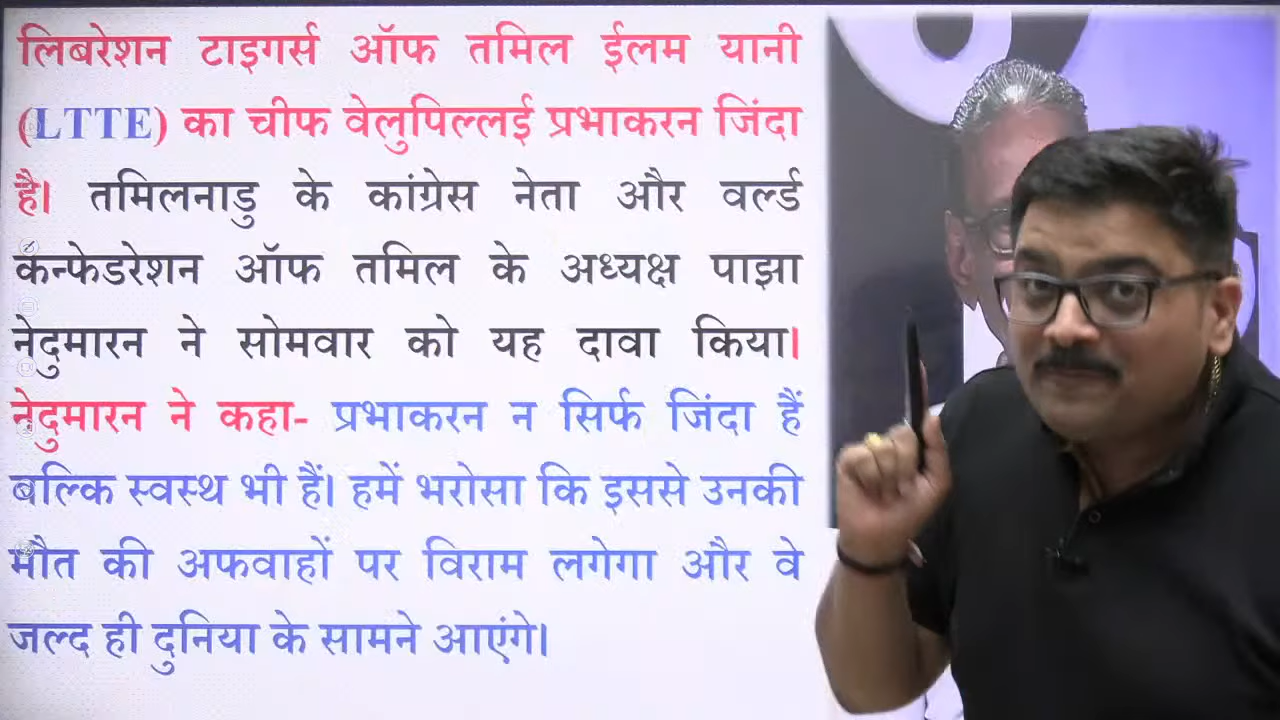 लिबरेशन टाइगर्स ऑफ तमिल ईलम यानी
(LTTE) का चीफ वेलुपिल्लई प्रभाकरन जिंदा
है। तमिलनाडु के कांग्रेस नेता और वर्ल्ड
कन्फेडरेशन ऑफ तमिल के अध्यक्ष पाझा
नेदुमारन ने सोमवार को यह दावा किया।
नेदुमारन ने कहा- प्रभाकरन न सिर्फ जिंदा हैं
बल्कि स्वस्थ भी हैं। हमें भरोसा कि इससे उनकी
मौत की अफवाहों पर विराम लगेगा और वे
जल्द ही दुनिया के सामने आएंगे।